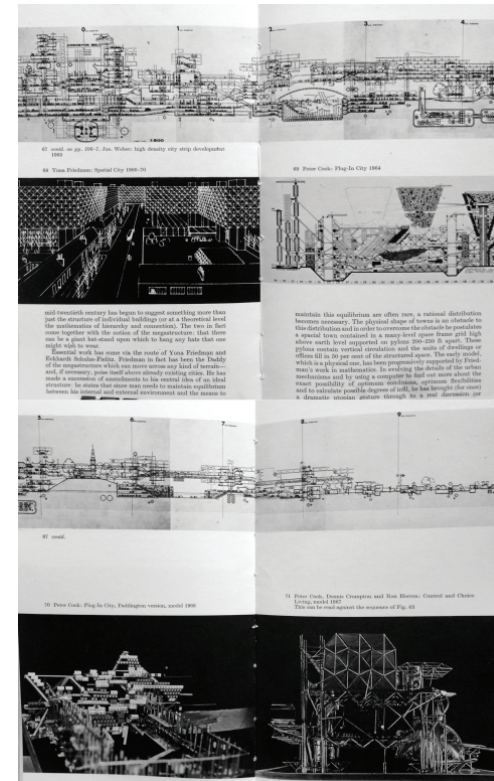 67 contd. on pp. 106-7. Jan. Weber: high density city strip development
1965
68 Yona Friedman: Spatial City 1960-70
69 Peter Cook: Plug-In City 1964
mid-twentieth century has begun to suggest something more than
just the structure of individual buildings (or at a theoretical level
the mathematics of hierarchy and connection). The two in fact
come together with the notion of the megastructure: that there
can be a giant hat-stand upon which to hang any hats that one
might wish to wear.
Essential work has come via the route of Yona Friedman and
Eckhardt Schulze-Fielitz. Friedman in fact has been the Daddy
of the megastructure which can move across any kind of terrain—
and, if necessary, poise itself above already existing cities. He has
made a succession of amendments to his central idea of an ideal
structure: he states that since man needs to maintain equilibrium
between his internal and external environment and the means to
maintain this equilibrium are often rare, a rational distribution
becomes necessary. The physical shape of towns is an obstacle to
this distribution and in order to overcome the obstacle he postulates
a spacial town contained in a many-level space frame grid high
above earth level supported on pylons 200-250 ft apart. These
pylons contain vertical circulation and the units of dwellings or
offices fill in 50 per cent of the structured space. The early model,
which is a physical one, has been progressively supported by Fried-
man's work in mathematics. In evolving the details of the urban
mechanisms and by using a computer to find out more about the
exact possibility of optimum conditions, optimum flexibilities
and to calculate possible degrees of infill, he has brought (for once)
a dramatic utopian gesture through to a real discussion (or
67 contd.
70 Peter Cook: Plug-In City, Paddington version, model 1966
71 Peter Cook, Dennis Crompton and Ron Herron: Control and Choice
Living, model 1967
This can be read against the sequence of Fig. 63